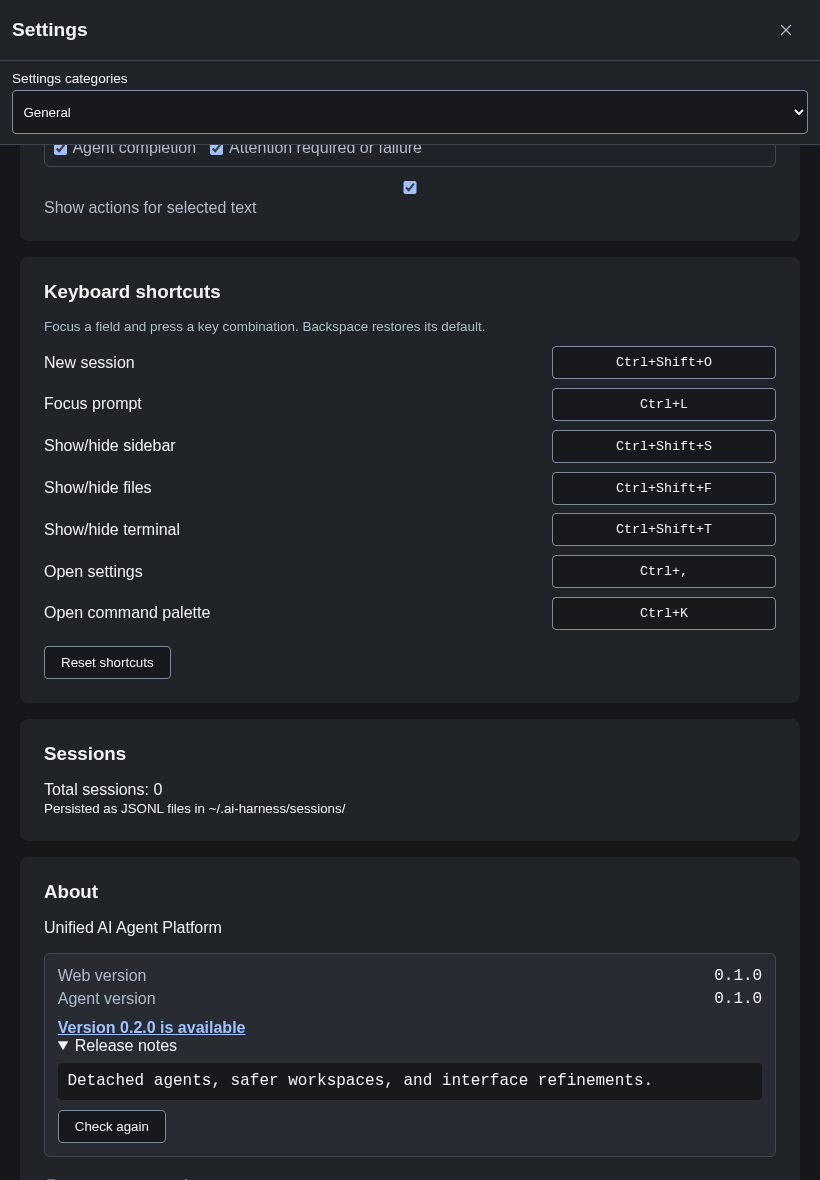 Settings
Settings categories
General
Agent completion Attention required or failure
Show actions for selected text
Keyboard shortcuts
Focus a field and press a key combination. Backspace restores its default.
New session Ctrl+Shift+O
Focus prompt Ctrl+L
Show/hide sidebar Ctrl+Shift+S
Show/hide files Ctrl+Shift+F
Show/hide terminal Ctrl+Shift+T
Open settings Ctrl+,
Open command palette Ctrl+K
Reset shortcuts
Sessions
Total sessions: 0
Persisted as JSONL files in ~/.ai-harness/sessions/
About
Unified AI Agent Platform
Web version 0.1.0
Agent version 0.1.0
Version 0.2.0 is available
Release notes
Detached agents, safer workspaces, and interface refinements.
Check again